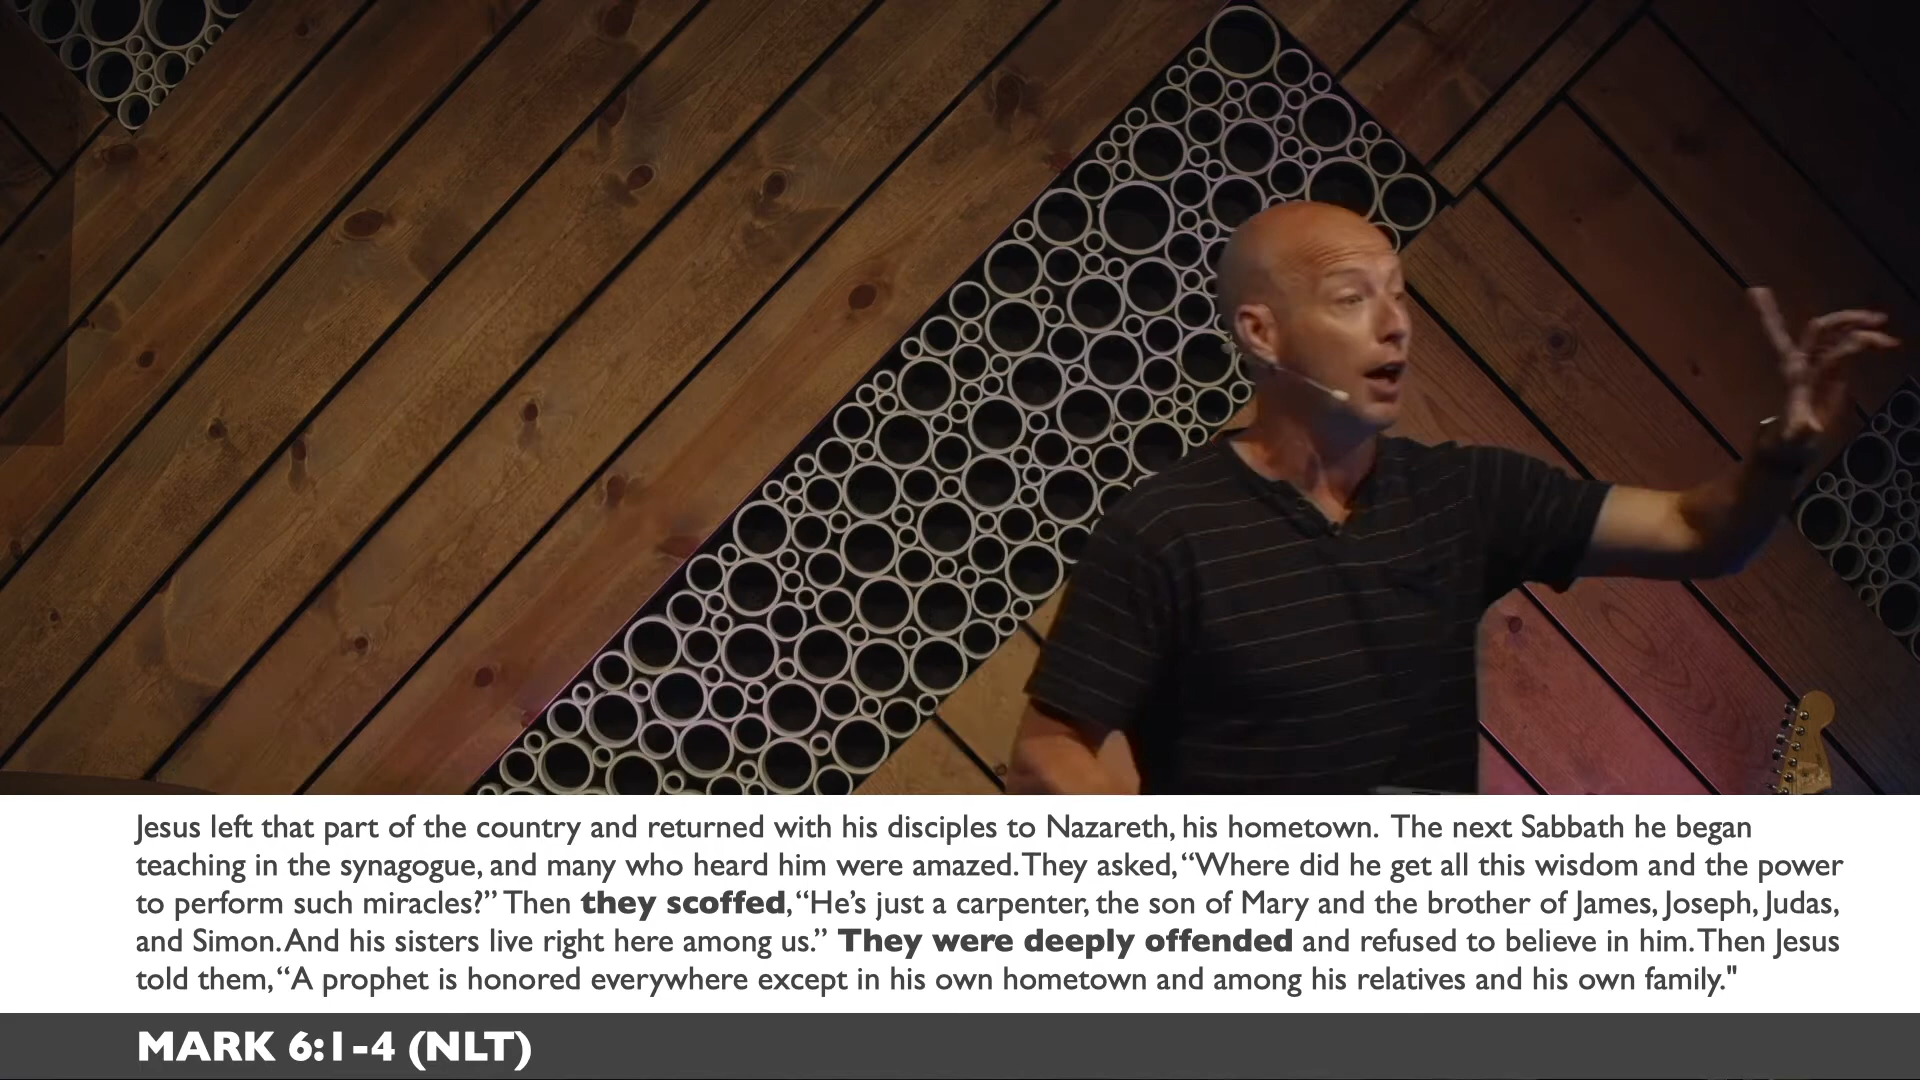 Jesus left that part of the country and returned with his disciples to Nazareth, his hometown. The next Sabbath he began
teaching in the synagogue, and many who heard him were amazed. They asked, “Where did he get all this wisdom and the power
to perform such miracles?” Then they scoffed, “He’s just a carpenter, the son of Mary and the brother of James, Joseph, Judas,
and Simon. And his sisters live right here among us.” They were deeply offended and refused to believe in him. Then Jesus
told them, “A prophet is honored everywhere except in his own hometown and among his relatives and his own family."
MARK 6:1-4 (NLT)